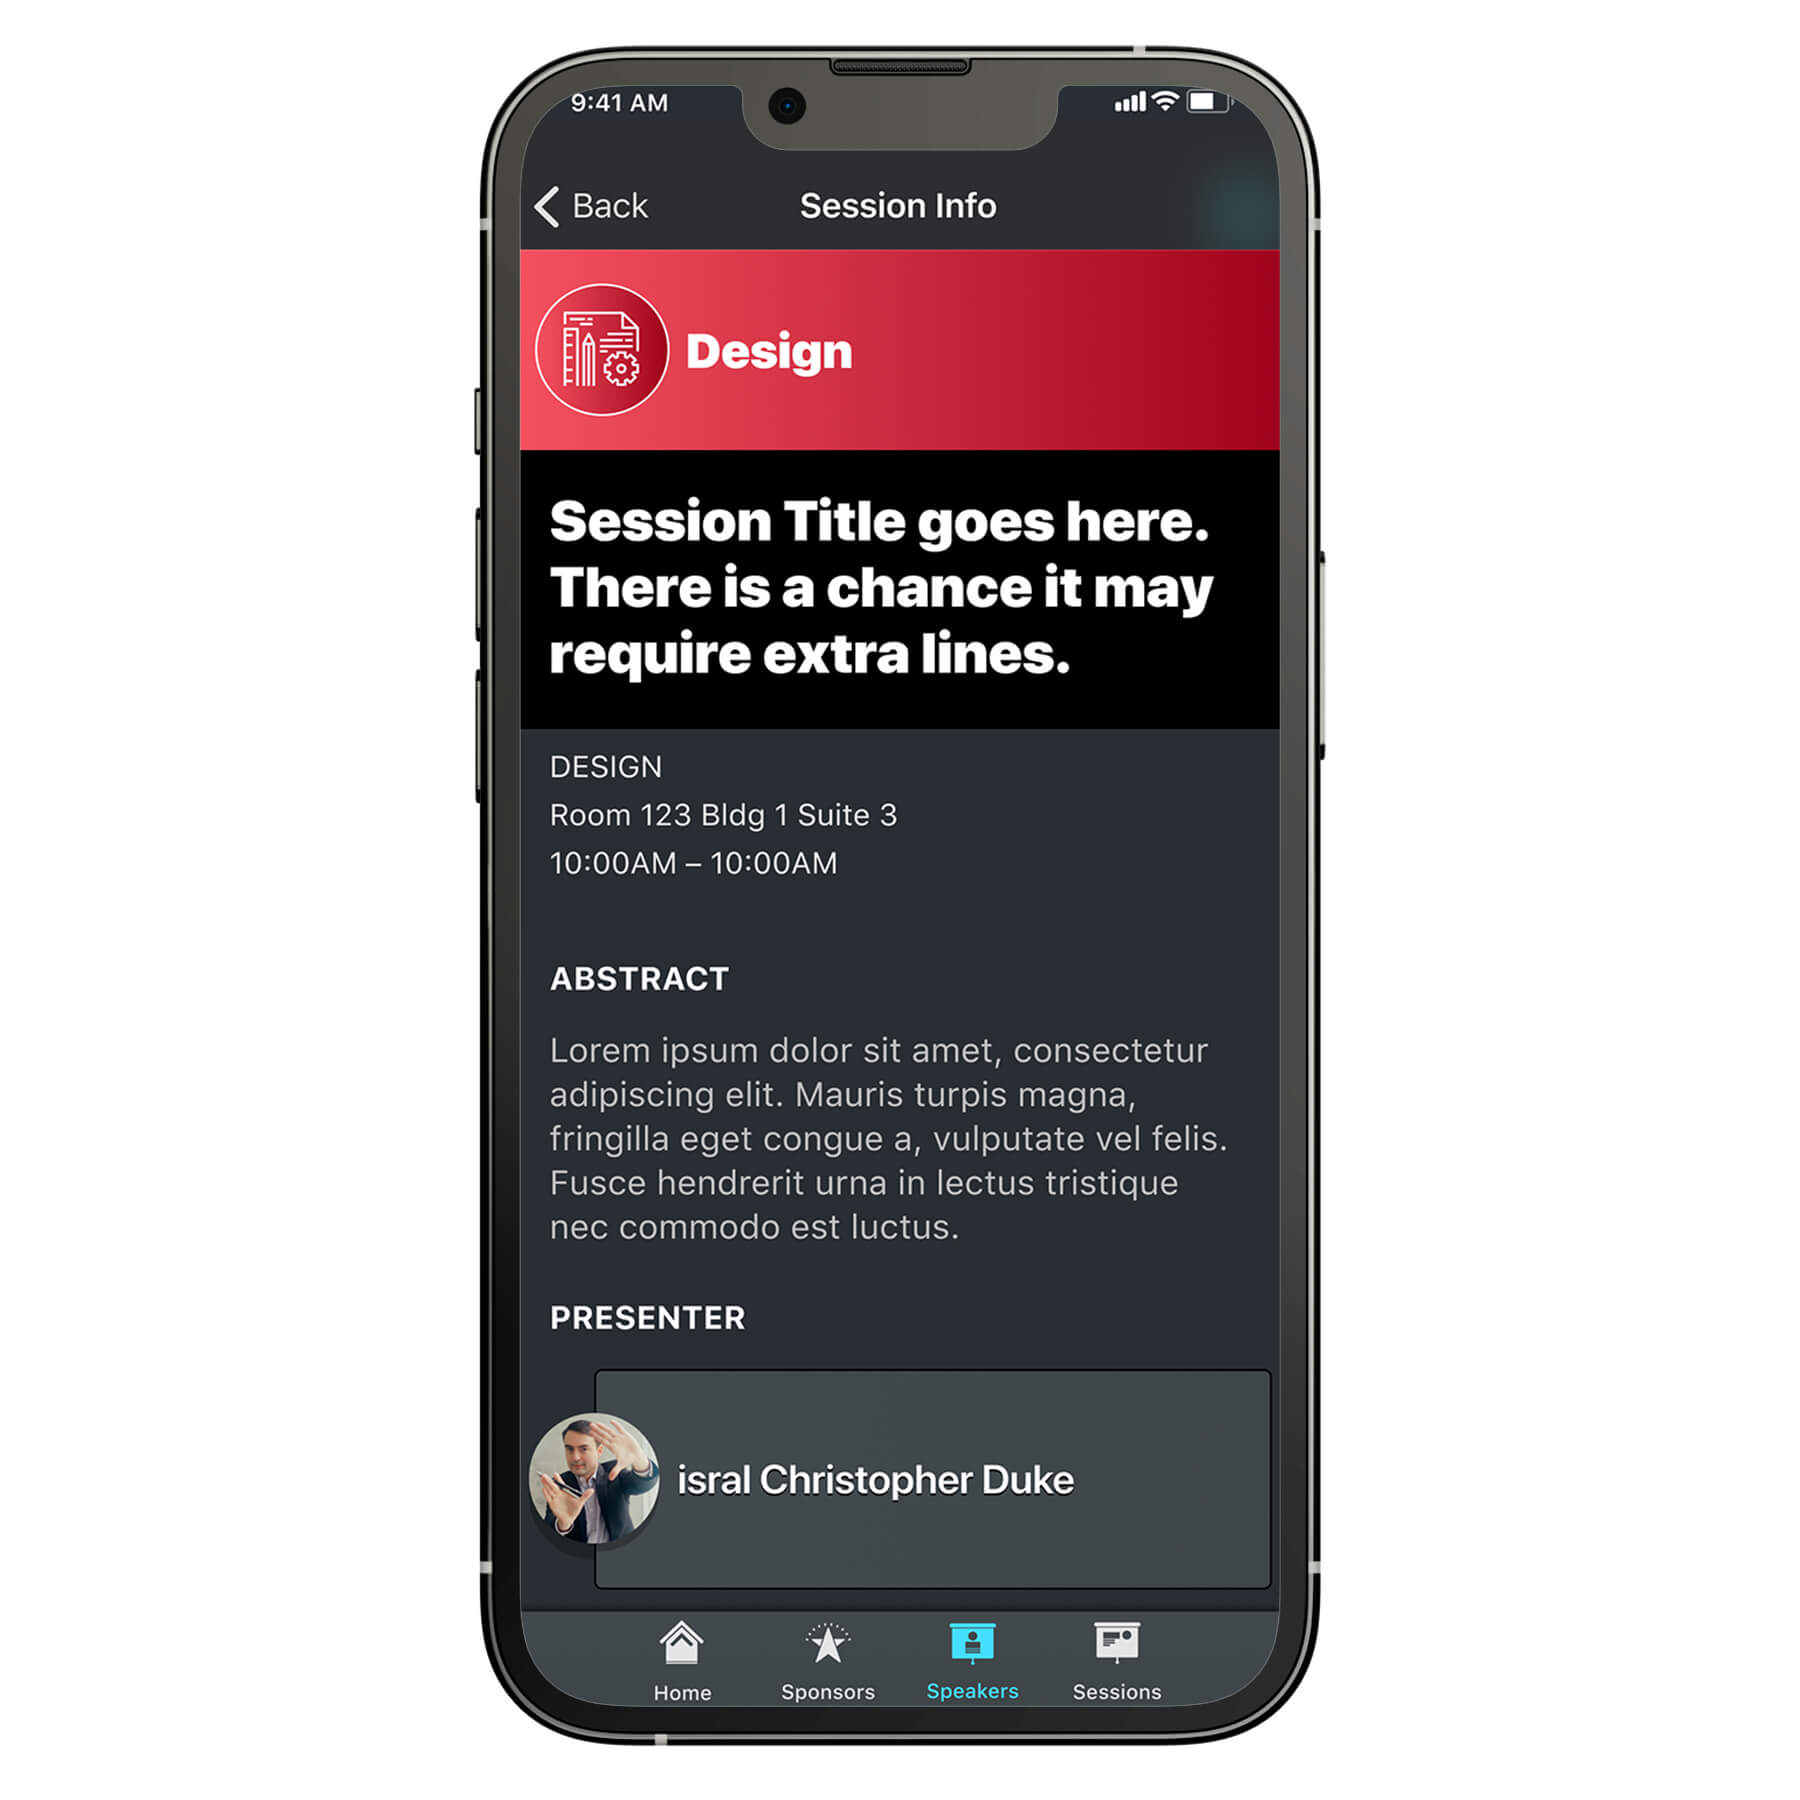 9:41 AM
Back
Session Info
Design
Session Title goes here.
There is a chance it may
require extra lines.
DESIGN
Room 123 Bldg 1 Suite 3
10:00AM – 10:00AM
ABSTRACT
Lorem ipsum dolor sit amet, consectetur
adipiscing elit. Mauris turpis magna,
fringilla eget congue a, vulputate vel felis.
Fusce hendrerit urna in lectus tristique
nec commodo est luctus.
PRESENTER
isral Christopher Duke
Home
Sponsors
Speakers
Sessions